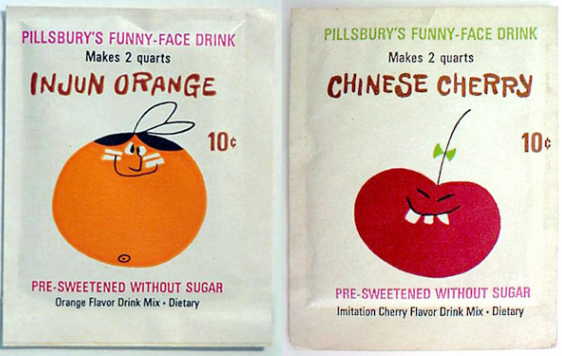 PILLSBURY'S FUNNY-FACE DRINK
Makes 2 quarts
INJUN ORANGE
10¢
PRE-SWEETENED WITHOUT SUGAR
Orange Flavor Drink Mix • Dietary
PILLSBURY'S FUNNY-FACE DRINK
Makes 2 quarts
CHINESE CHERRY
10¢
PRE-SWEETENED WITHOUT SUGAR
Imitation Cherry Flavor Drink Mix • Dietary